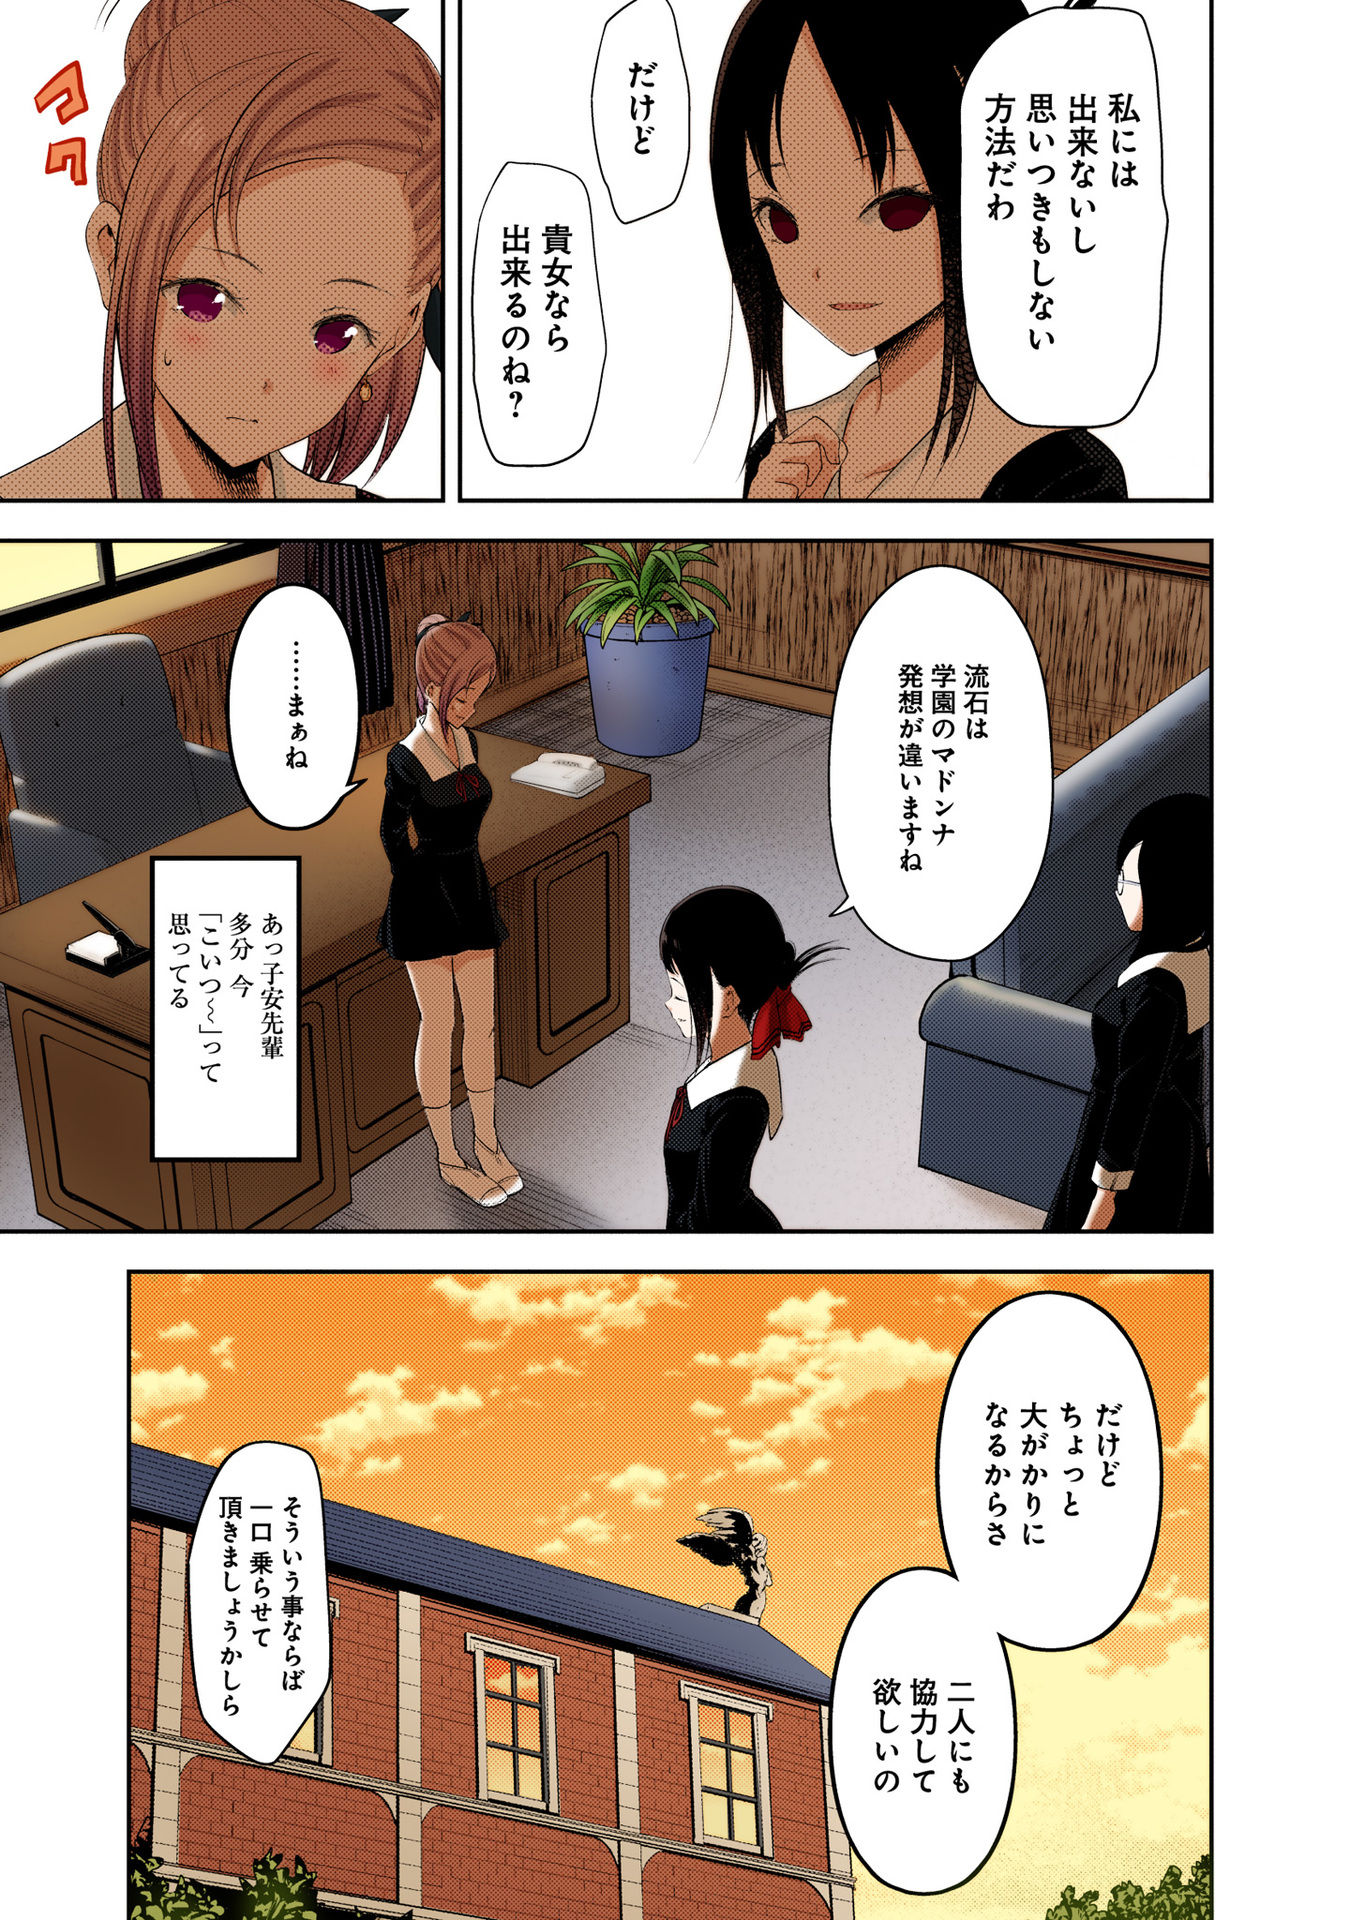 私には
出来ないし
思いつきもしない
方法だわ
だけど
貴女なら
出来るのね？
コクコク
流石は
学園のマドンナ
発想が違いますね
……まぁね
あっ子安先輩
多分 今
「こいつ〜」って
思ってる
だけど
ちょっと
大がかりに
なるからさ
二人にも
協力して
欲しいの
そういう事ならば
一口 乗らせて
頂きましょうかしら